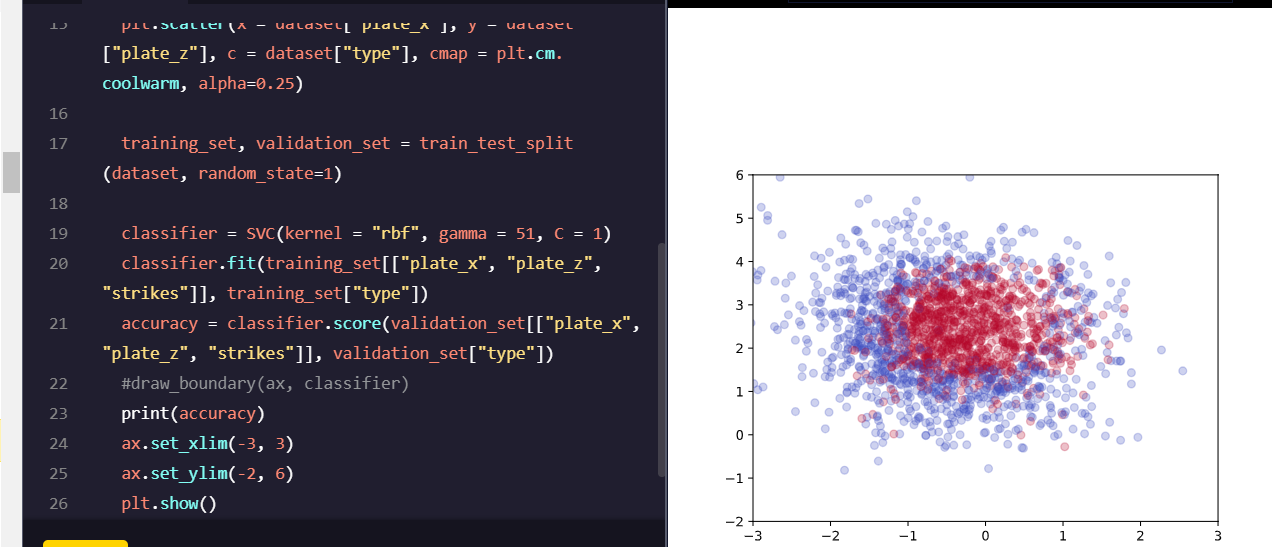 15 plt.scatter(x = dataset["plate_x"], y = dataset
["plate_z"], c = dataset["type"], cmap = plt.cm.
coolwarm, alpha=0.25)
16
17 training_set, validation_set = train_test_split
(dataset, random_state=1)
18
19 classifier = SVC(kernel = "rbf", gamma = 51, C = 1)
20 classifier.fit(training_set[["plate_x", "plate_z",
"strikes"]], training_set["type"])
21 accuracy = classifier.score(validation_set[["plate_x",
"plate_z", "strikes"]], validation_set["type"])
22 #draw_boundary(ax, classifier)
23 print(accuracy)
24 ax.set_xlim(-3, 3)
25 ax.set_ylim(-2, 6)
26 plt.show()
6
5
4
3
2
1
0
−1
−2
−3 −2 −1 0 1 2 3